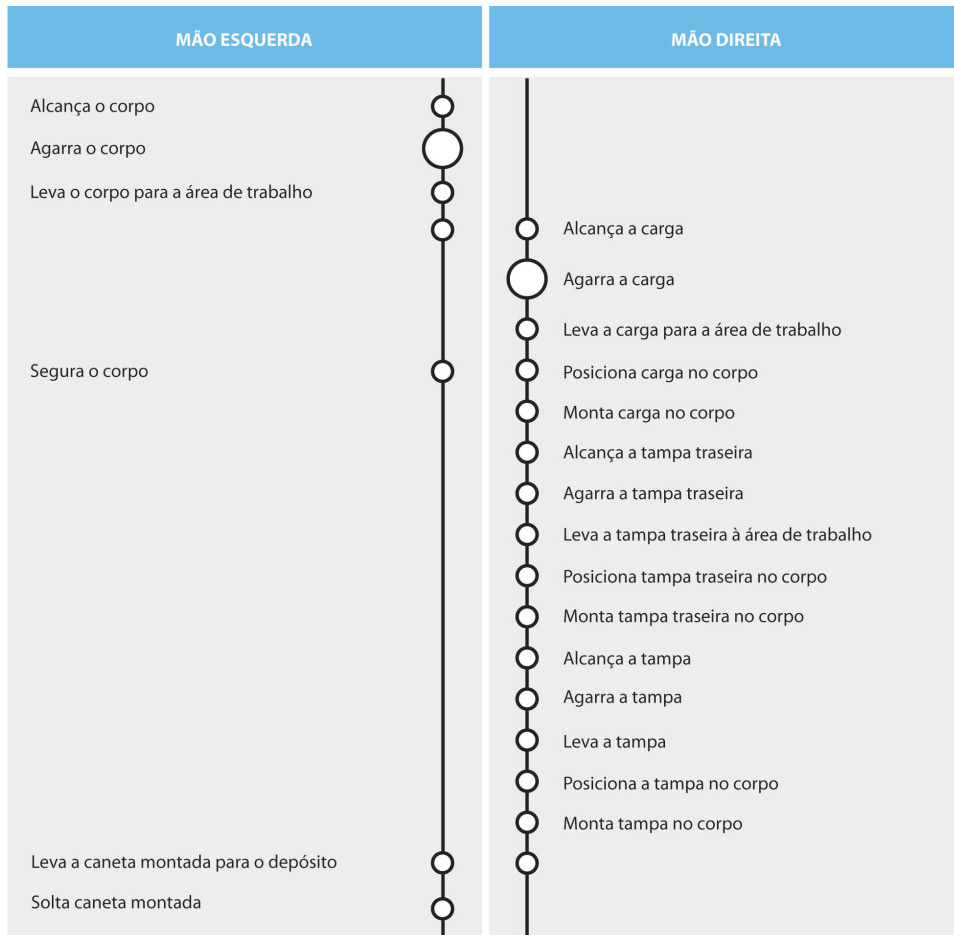 MÃO ESQUERDA
MÃO DIREITA
Alcança o corpo
Agarra o corpo
Leva o corpo para a área de trabalho
Alcança a carga
Agarra a carga
Leva a carga para a área de trabalho
Segura o corpo
Posiciona carga no corpo
Monta carga no corpo
Alcança a tampa traseira
Agarra a tampa traseira
Leva a tampa traseira à área de trabalho
Posiciona tampa traseira no corpo
Monta tampa traseira no corpo
Alcança a tampa
Agarra a tampa
Leva a tampa
Posiciona a tampa no corpo
Monta tampa no corpo
Leva a caneta montada para o depósito
Solta caneta montada